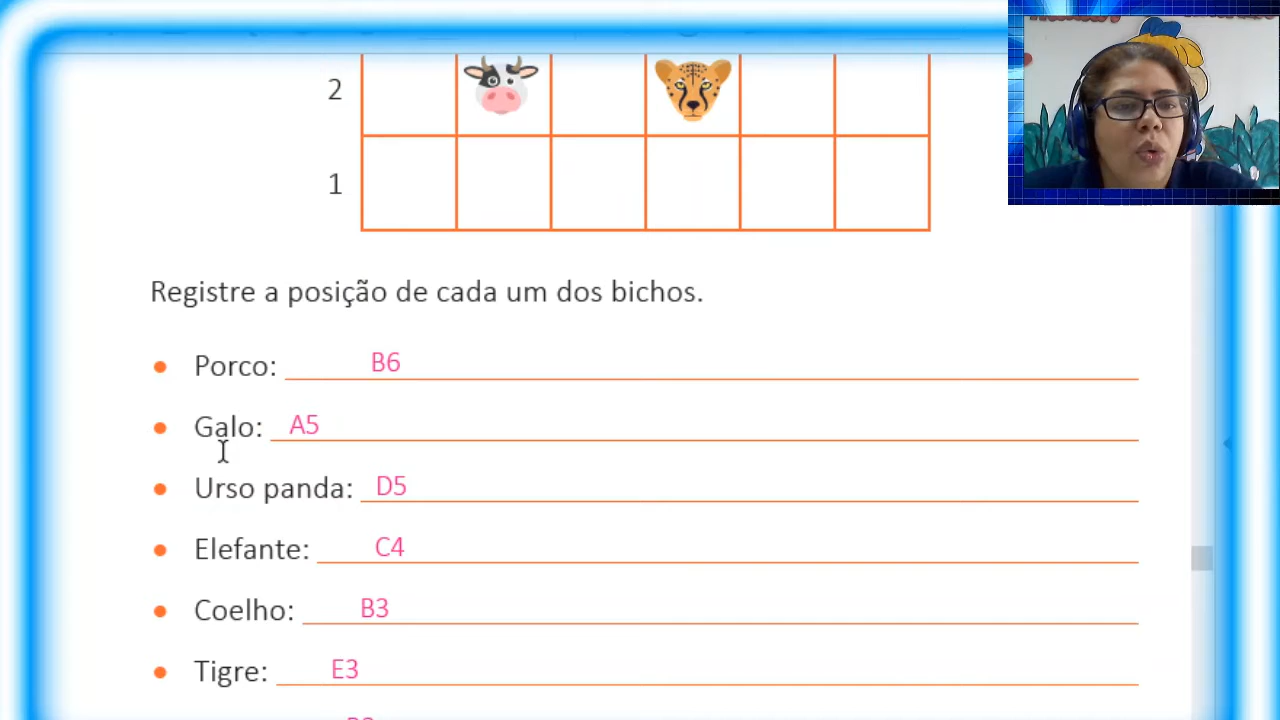 2
1
Registre a posição de cada um dos bichos.
Porco: B6
Galo: A5
Urso panda: D5
Elefante: C4
Coelho: B3
Tigre: E3